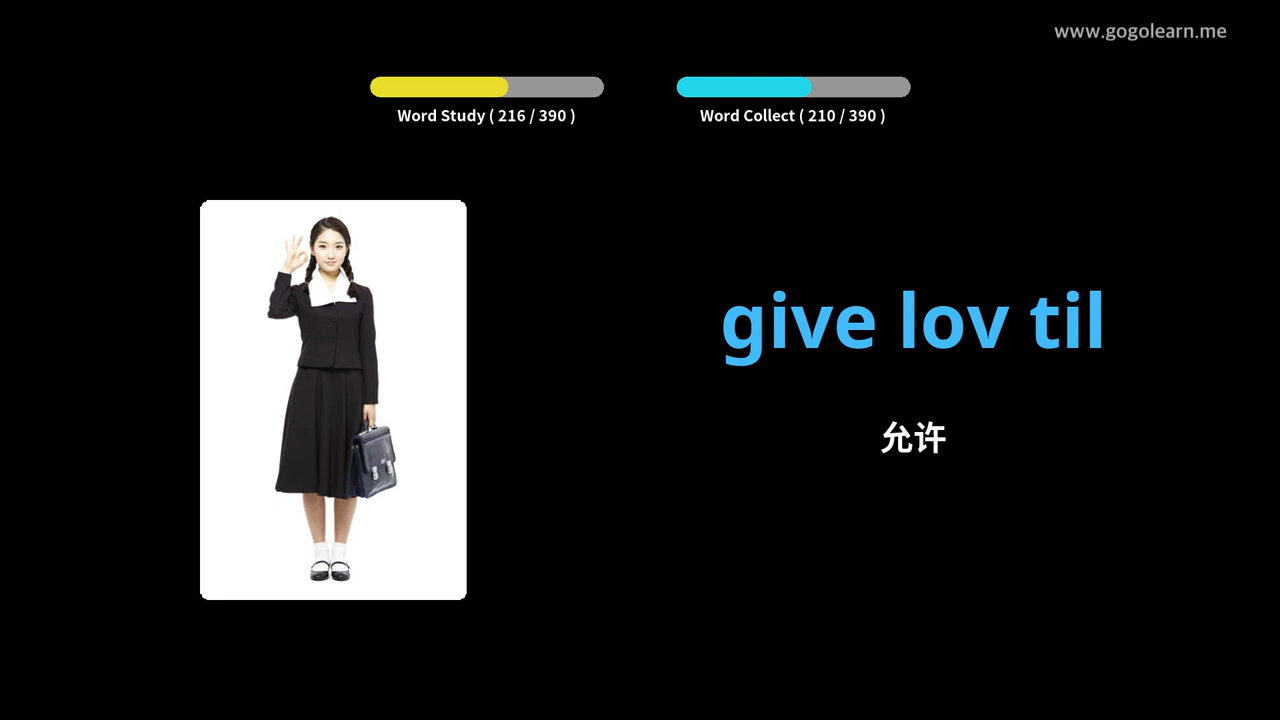 www.gogolearn.me
Word Study ( 216 / 390 )
Word Collect ( 210 / 390 )
give lov til
允许